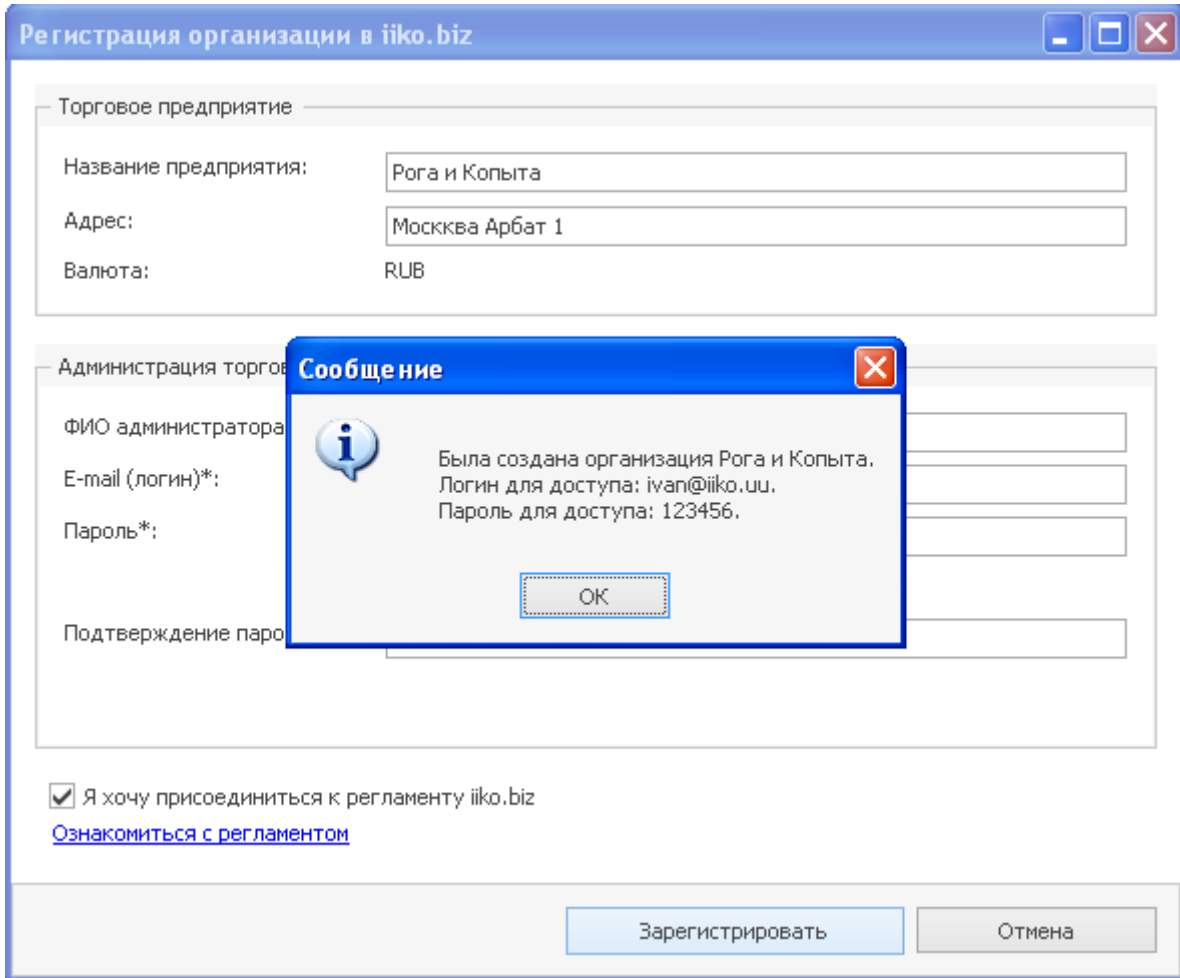 Регистрация организации в iiko.biz
Торговое предприятие
Название предприятия:
Рога и Копыта
Адрес:
Москква Арбат 1
Валюта:
RUB
Администрация
Сообщение
ФИО администратора
E-mail (логин)*:
Пароль*:
Подтверждение
Была создана организация Рога и Копыта.
Логин для доступа: ivan@iiko.uu.
Пароль для доступа: 123456.
OK
Я хочу присоединиться к регламенту iiko.biz
Ознакомиться с регламентом
Зарегистрировать
Отмена